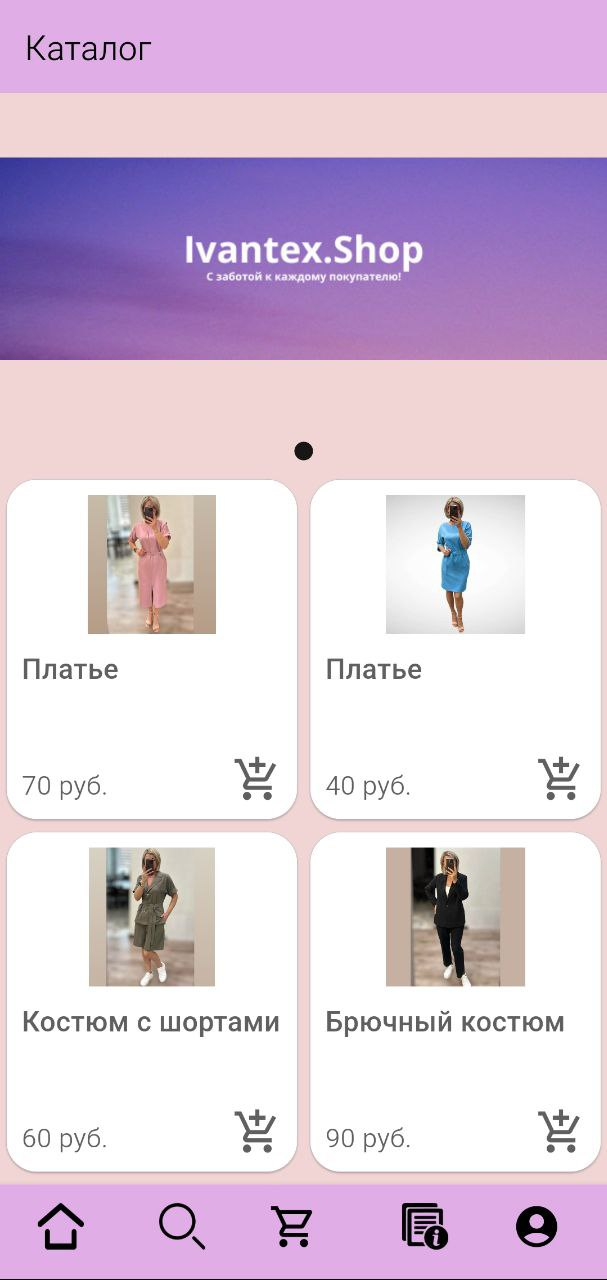 Каталог
Ivantex.Shop
С заботой к каждому покупателю!
Платье
Платье
70 руб.
40 руб.
Костюм с шортами
Брючный костюм
60 руб.
90 руб.